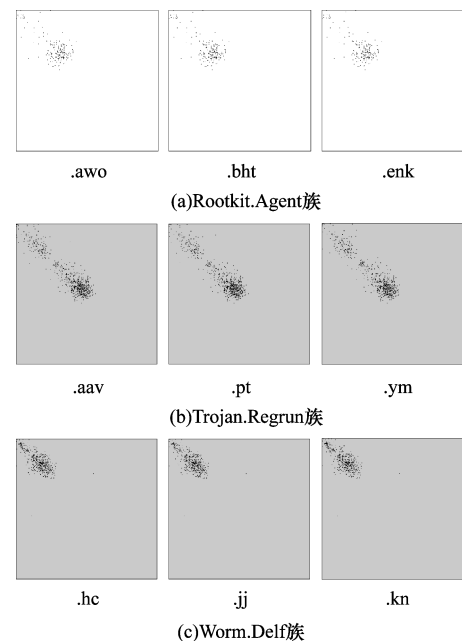 .awo .bht .enk
(a)Rootkit.Agent族
.aav .pt .ym
(b)Trojan.Regrun族
.hc .jj .kn
(c)Worm.Delf族